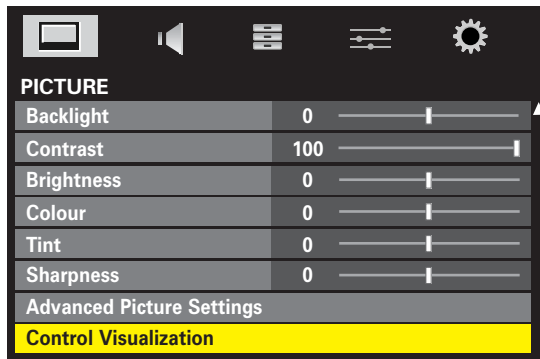 PICTURE
Backlight 0
Contrast 100
Brightness 0
Colour 0
Tint 0
Sharpness 0
Advanced Picture Settings
Control Visualization